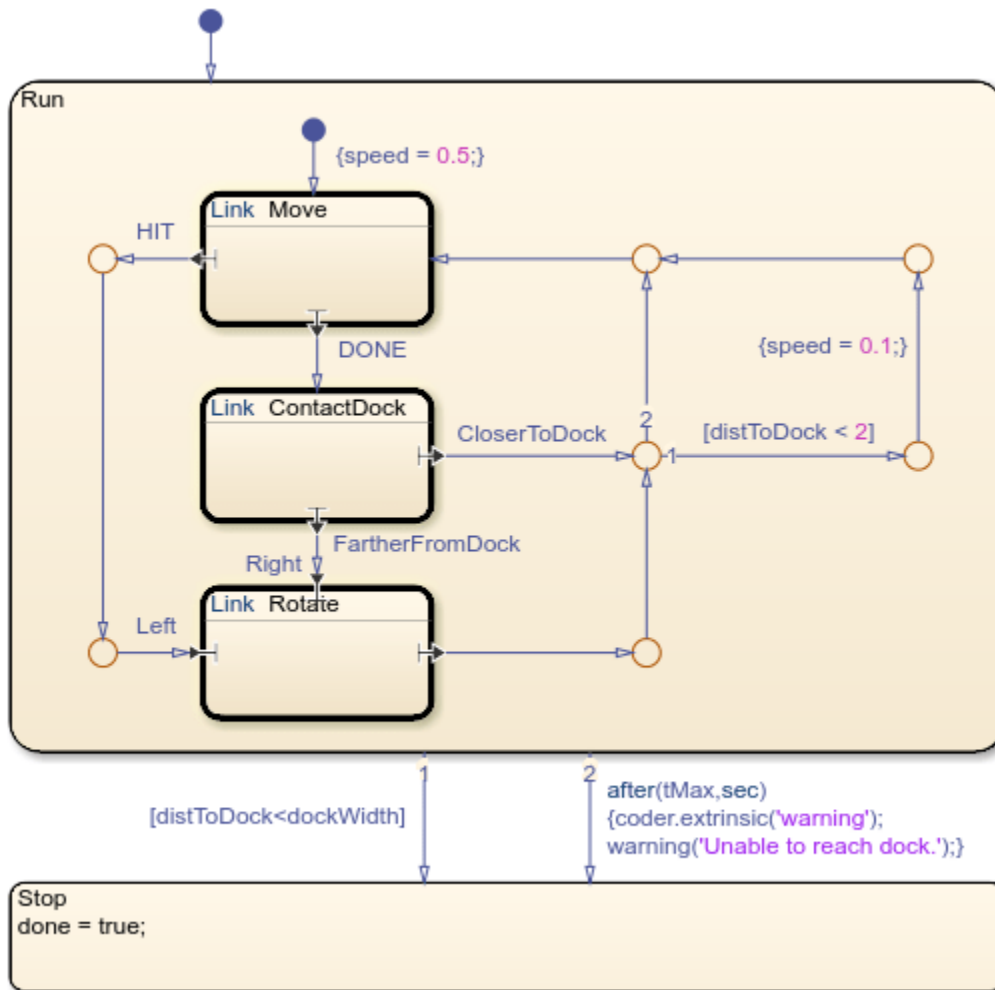 Run
{speed = 0.5;}
Link Move
HIT
DONE
{speed = 0.1;}
Link ContactDock
2
CloserToDock
[distToDock < 2]
1
FartherFromDock
Right
Link Rotate
Left
1
2
after(tMax,sec)
[distToDock<dockWidth]
{coder.extrinsic('warning');
warning('Unable to reach dock.');}
Stop
done = true;